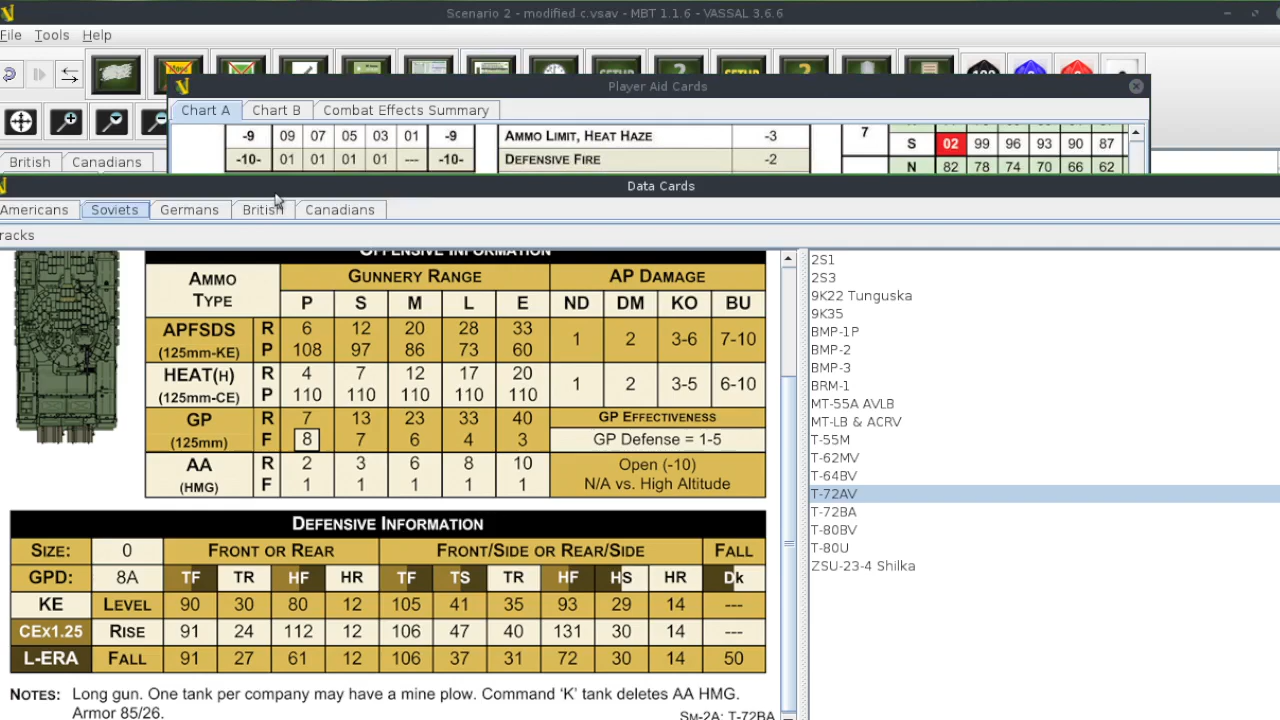 Scenario 2 - modified c.vsav - MBT 1.1.6 - VASSAL 3.6.6
File Tools Help
Player Aid Cards
Chart A Chart B Combat Effects Summary
-9 09 07 05 03 01 -9 AMMO LIMIT, HEAT HAZE -3 7 S 02 99 96 93 90 87
-10- 01 01 01 01 --- -10- DEFENSIVE FIRE -2 N 82 78 74 70 66 62
British Canadians
Data Cards
Americans Soviets Germans British Canadians
racks
OFFENSIVE INFORMATION
AMMO TYPE GUNNERY RANGE AP DAMAGE
P S M L E ND DM KO BU
APFSDS R 6 12 20 28 33 1 2 3-6 7-10
(125mm-KE) P 108 97 86 73 60
HEAT(H) R 4 7 12 17 20 1 2 3-5 6-10
(125mm-CE) P 110 110 110 110 110
GP R 7 13 23 33 40 GP EFFECTIVENESS
(125mm) F 8 7 6 4 3 GP Defense = 1-5
AA R 2 3 6 8 10 Open (-10)
(HMG) F 1 1 1 1 1 N/A vs. High Altitude
DEFENSIVE INFORMATION
SIZE: 0 FRONT OR REAR FRONT/SIDE OR REAR/SIDE FALL
GPD: 8A TF TR HF HR TF TS TR HF HS HR Dk
KE LEVEL 90 30 80 12 105 41 35 93 29 14 ---
CEx1.25 RISE 91 24 112 12 106 47 40 131 30 14 ---
L-ERA FALL 91 27 61 12 106 37 31 72 30 14 50
NOTES: Long gun. One tank per company may have a mine plow. Command 'K' tank deletes AA HMG.
Armor 85/26.
SM-2A: T-72BA
2S1
2S3
9K22 Tunguska
9K35
BMP-1P
BMP-2
BMP-3
BRM-1
MT-55A AVLB
MT-LB & ACRV
T-55M
T-62MV
T-64BV
T-72AV
T-72BA
T-80BV
T-80U
ZSU-23-4 Shilka